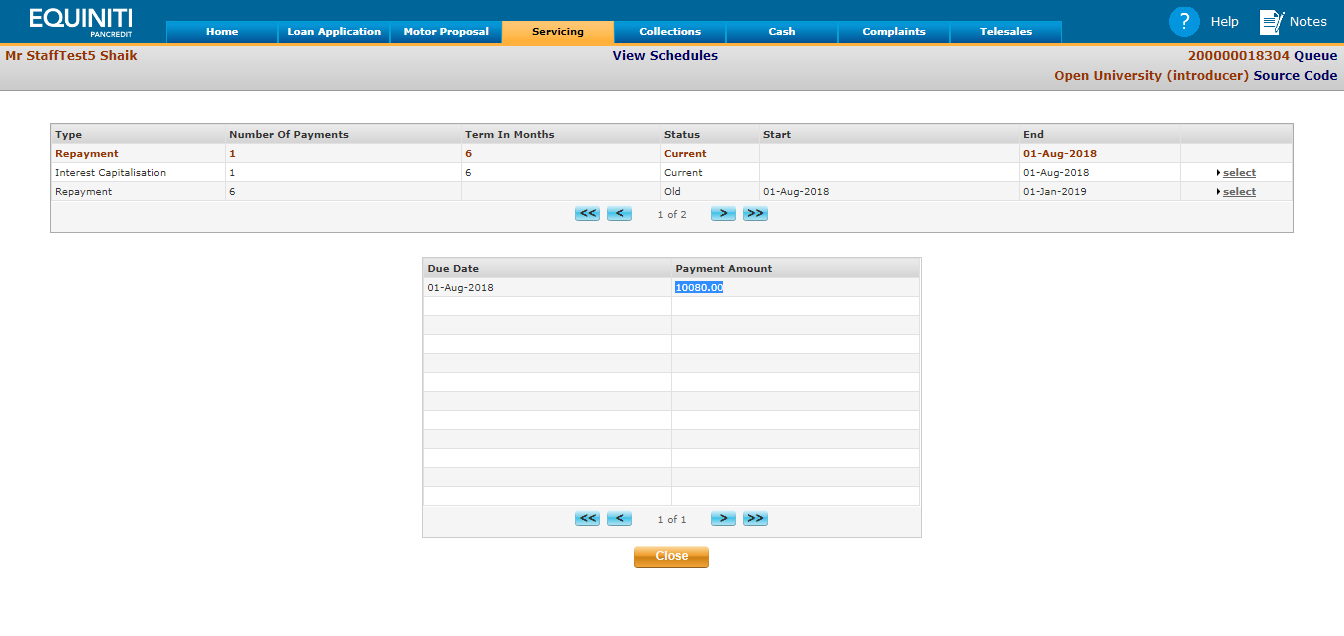 EQUINITI
PANCREDIT
Home Loan Application Motor Proposal Servicing Collections Cash Complaints Telesales
? Help Notes
Mr StaffTest5 Shaik View Schedules 200000018304 Queue
Open University (introducer) Source Code
Type Number Of Payments Term In Months Status Start End
Repayment 1 6 Current 01-Aug-2018
Interest Capitalisation 1 6 Current 01-Aug-2018 select
Repayment 6 Old 01-Aug-2018 01-Jan-2019 select
<< < 1 of 2 > >>
Due Date Payment Amount
01-Aug-2018 10080.00
<< < 1 of 1 > >>
Close